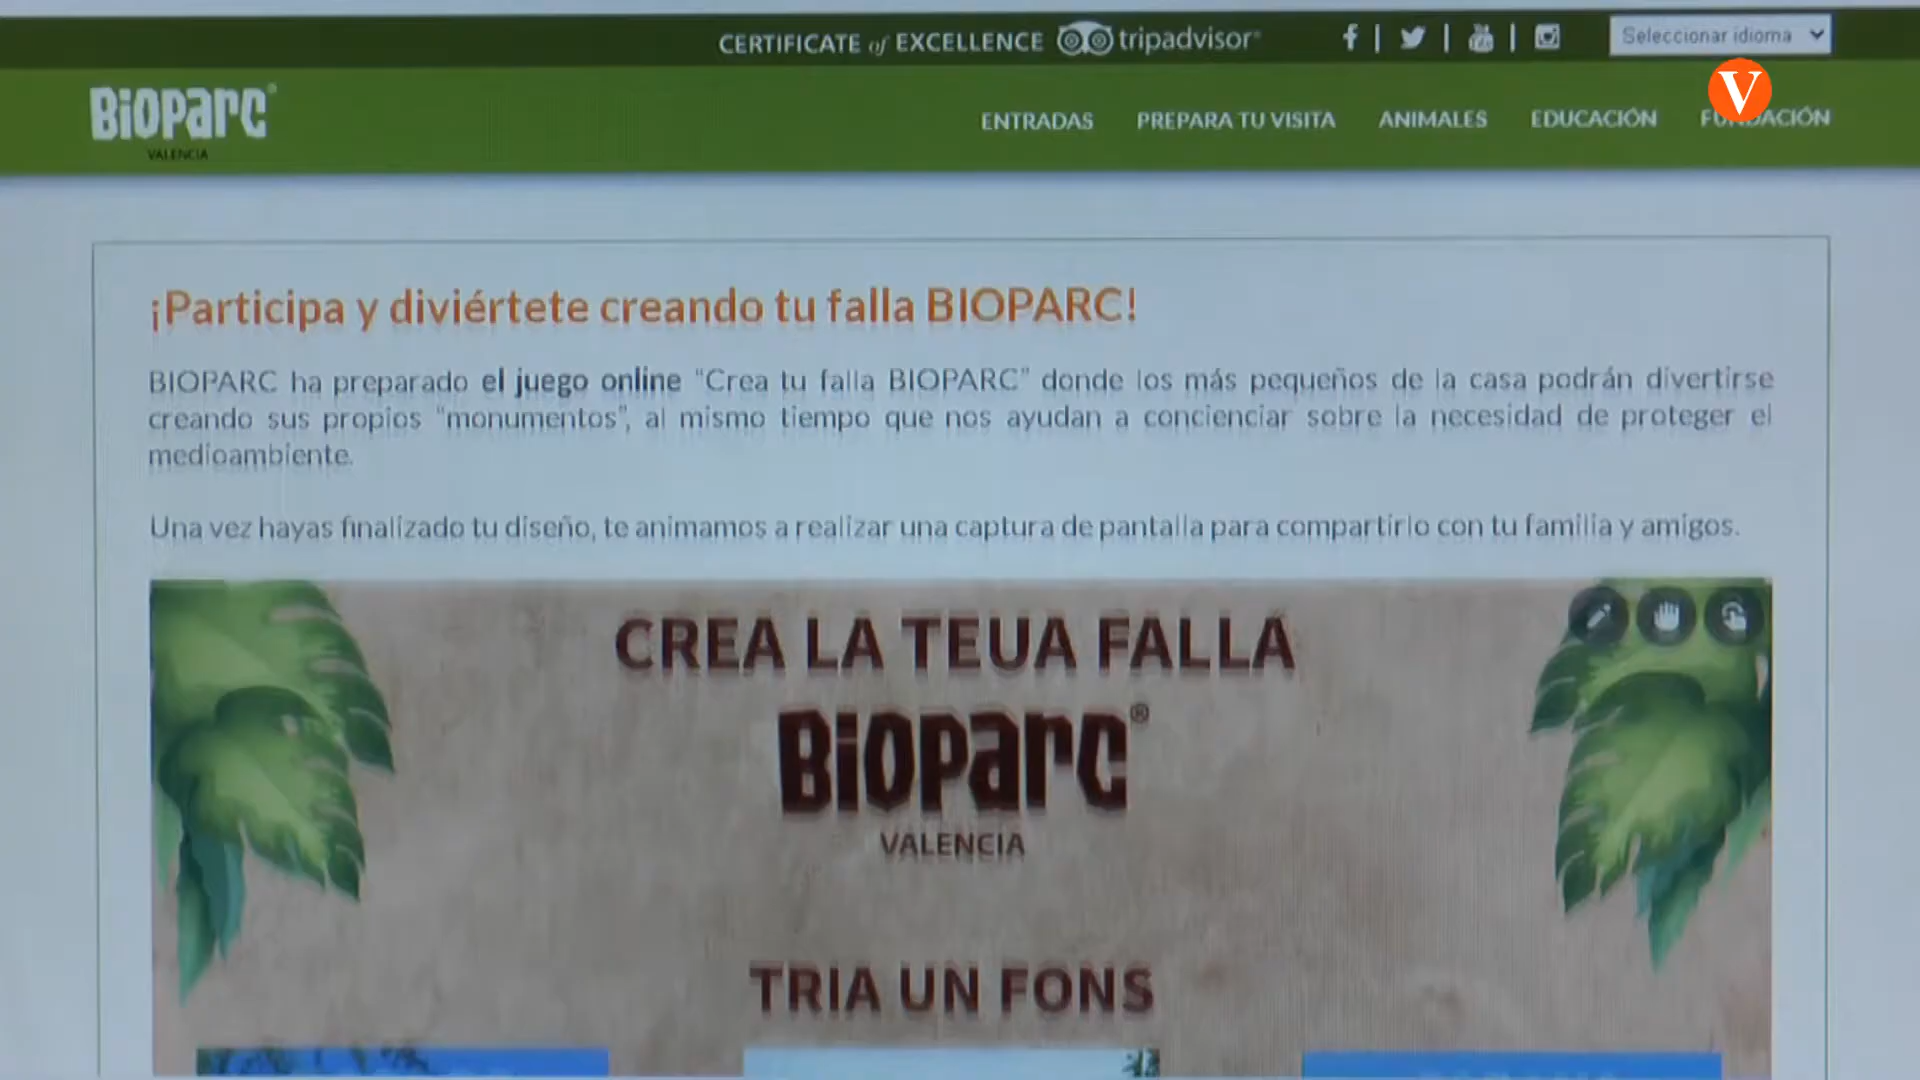 CERTIFICATE of EXCELLENCE tripadvisor
Seleccionar idioma
V
Bioparc
VALENCIA
ENTRADAS PREPARA TU VISITA ANIMALES EDUCACIÓN FUNDACIÓN
¡Participa y diviértete creando tu falla BIOPARC!
BIOPARC ha preparado el juego online "Crea tu falla BIOPARC" donde los más pequeños de la casa podrán divertirse
creando sus propios "monumentos", al mismo tiempo que nos ayudan a concienciar sobre la necesidad de proteger el
medioambiente.
Una vez hayas finalizado tu diseño, te animamos a realizar una captura de pantalla para compartirlo con tu familia y amigos.
CREA LA TEUA FALLA
Bioparc®
VALENCIA
TRIA UN FONS